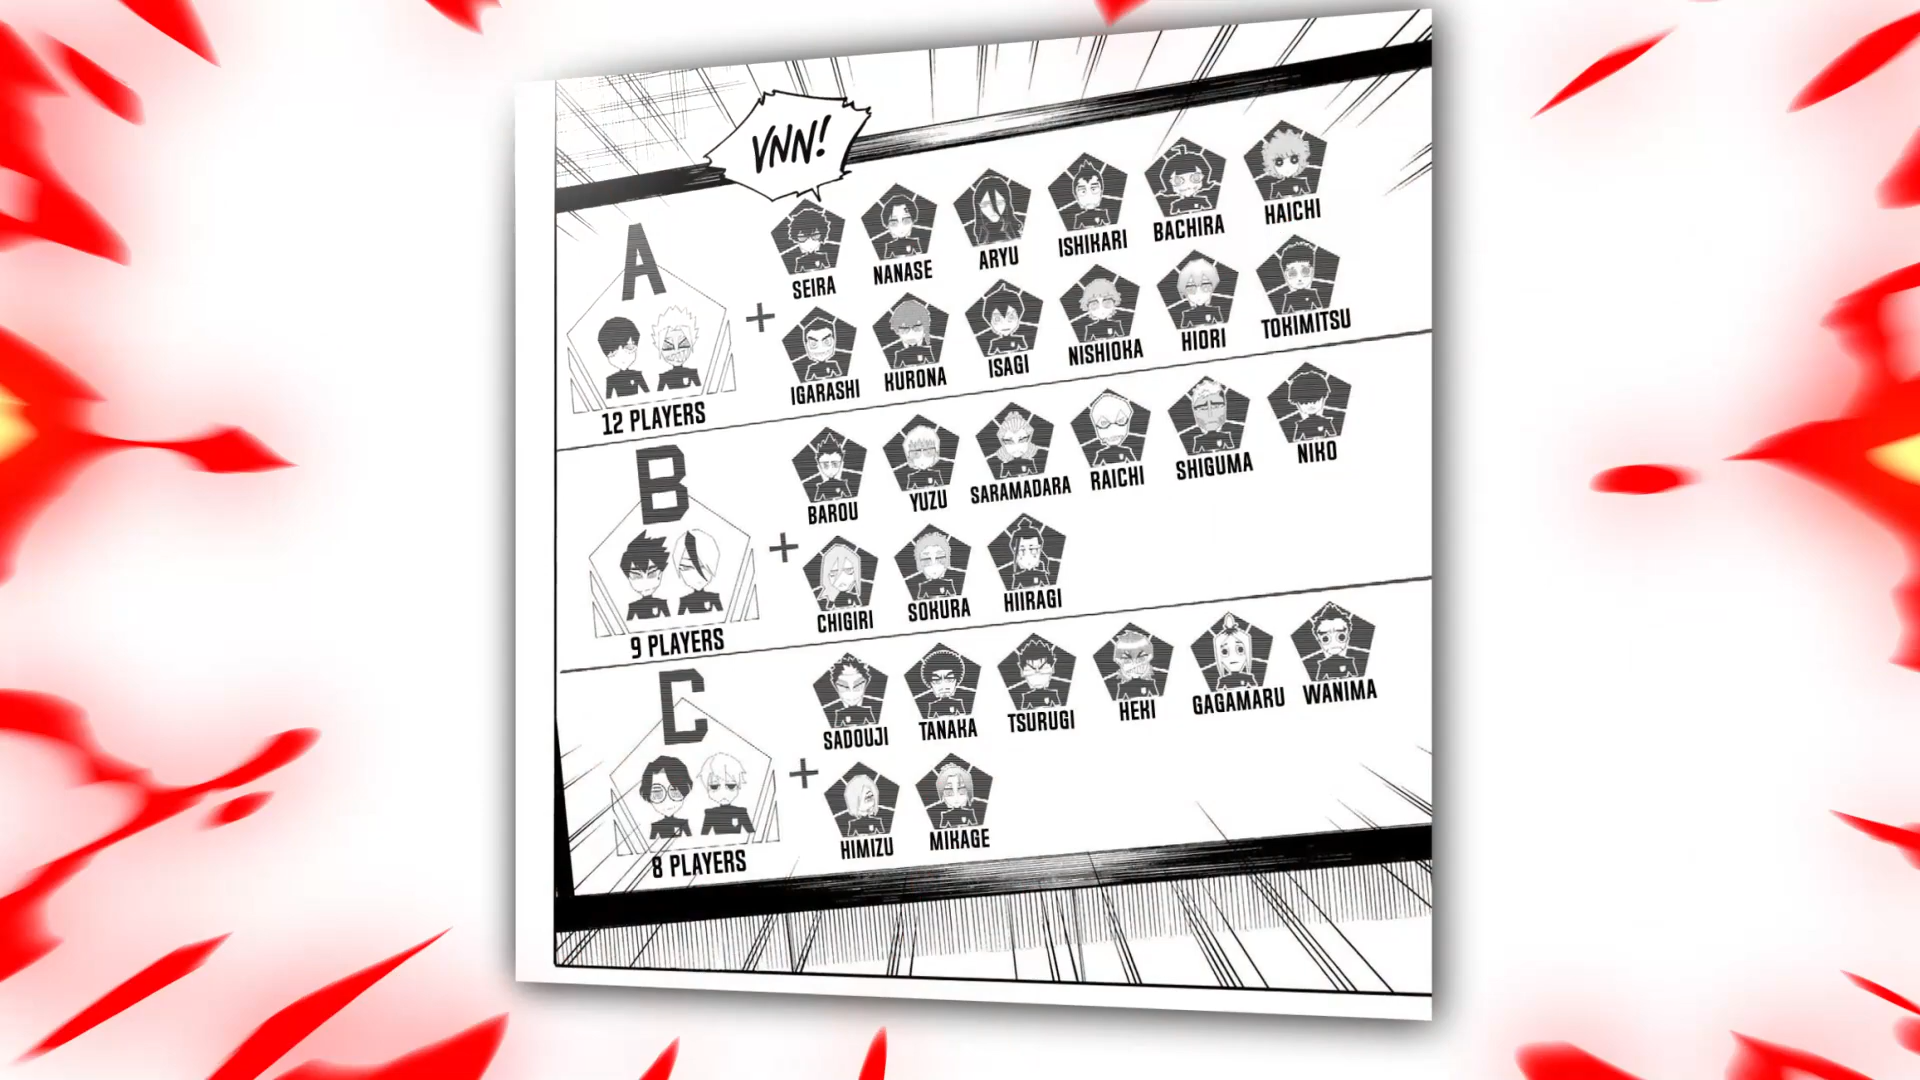 VNN!
A
SEIRA NANASE ARYU ISHIKARI BACHIRA HAICHI
+
IGARASHI KURONA ISAGI NISHIOKA HIORI TOKIMITSU
12 PLAYERS
B
BAROU YUZU SARAMADARA RAICHI SHIGUMA NIKO
+
CHIGIRI SOKURA HIIRAGI
9 PLAYERS
C
SADOUJI TANAKA TSURUGI HEKI GAGAMARU WANIMA
+
HIMIZU MIKAGE
8 PLAYERS